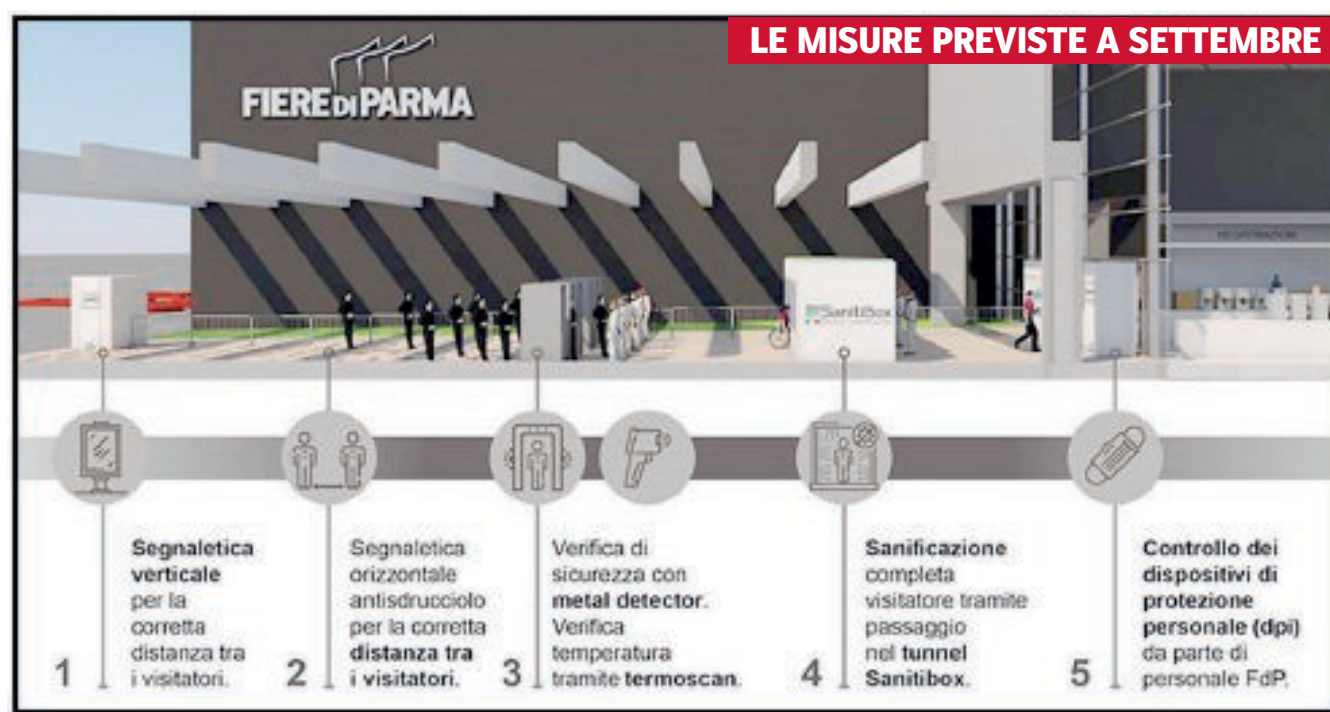 LE MISURE PREVISTE A SETTEMBRE
FIERE DI PARMA
REGISTRAZIONI
SanitiBox
1
Segnaletica
verticale
per la
corretta
distanza tra
i visitatori.
2
Segnaletica
orizzontale
antisdrucciolo
per la corretta
distanza tra
i visitatori.
3
Verifica di
sicurezza con
metal detector.
Verifica
temperatura
tramite termoscan.
4
Sanificazione
completa
visitatore tramite
passaggio
nel tunnel
Sanitibox.
5
Controllo dei
dispositivi di
protezione
personale (dpi)
da parte di
personale FdP.